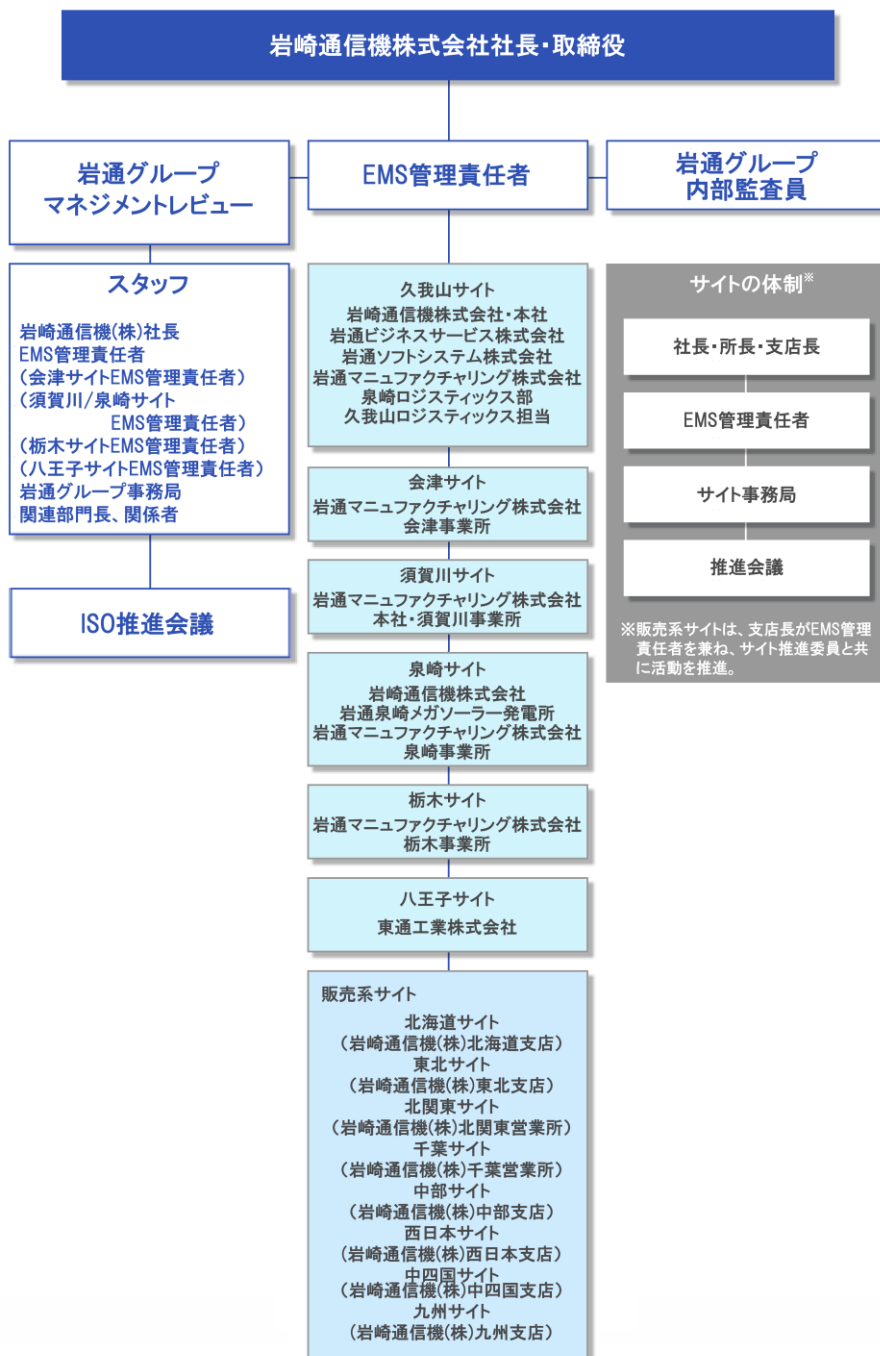 岩崎通信機株式会社社長・取締役
岩通グループ
マネジメントレビュー
EMS管理責任者
岩通グループ
内部監査員
スタッフ
岩崎通信機(株)社長
EMS管理責任者
(会津サイトEMS管理責任者)
(須賀川/泉崎サイト
EMS管理責任者)
(栃木サイトEMS管理責任者)
(八王子サイトEMS管理責任者)
岩通グループ事務局
関連部門長、関係者
ISO推進会議
久我山サイト
岩崎通信機株式会社・本社
岩通ビジネスサービス株式会社
岩通ソフトシステム株式会社
岩通マニュファクチャリング株式会社
泉崎ロジスティックス部
久我山ロジスティックス担当
会津サイト
岩通マニュファクチャリング株式会社
会津事業所
須賀川サイト
岩通マニュファクチャリング株式会社
本社・須賀川事業所
泉崎サイト
岩崎通信機株式会社
岩通泉崎メガソーラー発電所
岩通マニュファクチャリング株式会社
泉崎事業所
栃木サイト
岩通マニュファクチャリング株式会社
栃木事業所
八王子サイト
東通工業株式会社
販売系サイト
北海道サイト
(岩崎通信機(株)北海道支店)
東北サイト
(岩崎通信機(株)東北支店)
北関東サイト
(岩崎通信機(株)北関東営業所)
千葉サイト
(岩崎通信機(株)千葉営業所)
中部サイト
(岩崎通信機(株)中部支店)
西日本サイト
(岩崎通信機(株)西日本支店)
中四国サイト
(岩崎通信機(株)中四国支店)
九州サイト
(岩崎通信機(株)九州支店)
サイトの体制※
社長・所長・支店長
EMS管理責任者
サイト事務局
推進会議
※販売系サイトは、支店長がEMS管理
責任者を兼ね、サイト推進委員と共
に活動を推進。